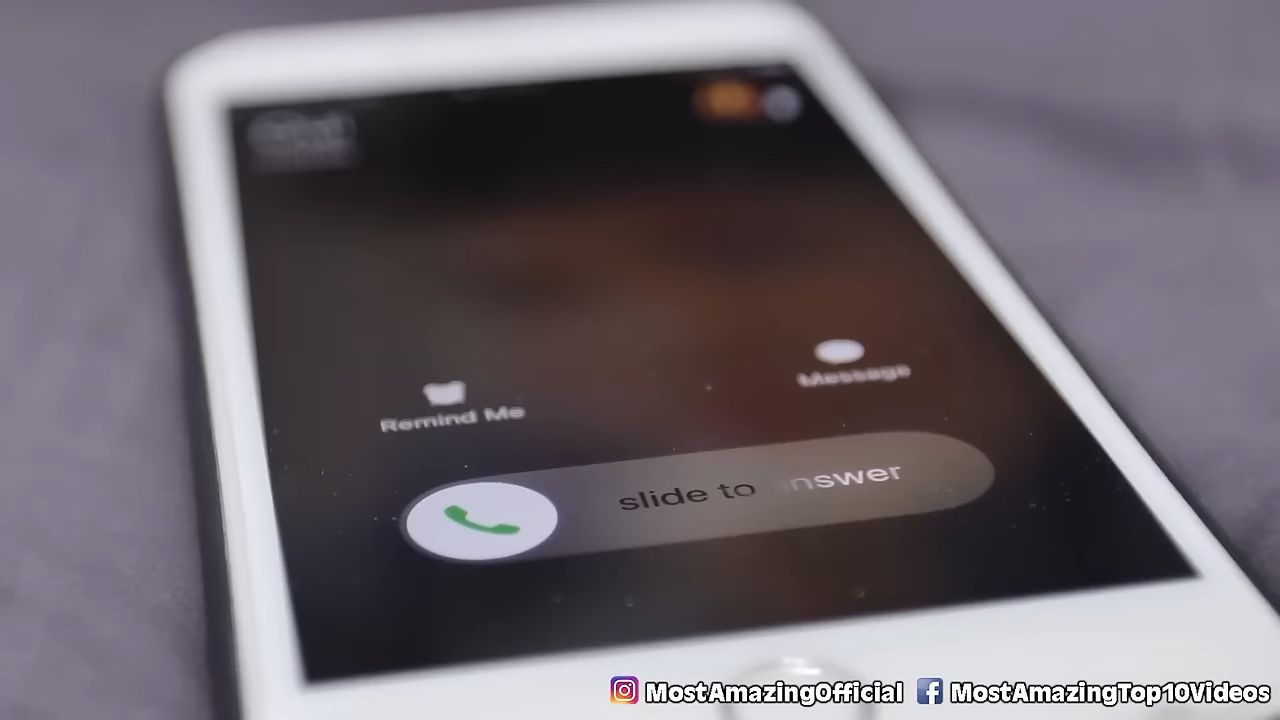 Remind Me
Message
slide to answer
MostAmazingOfficial
MostAmazingTop10Videos